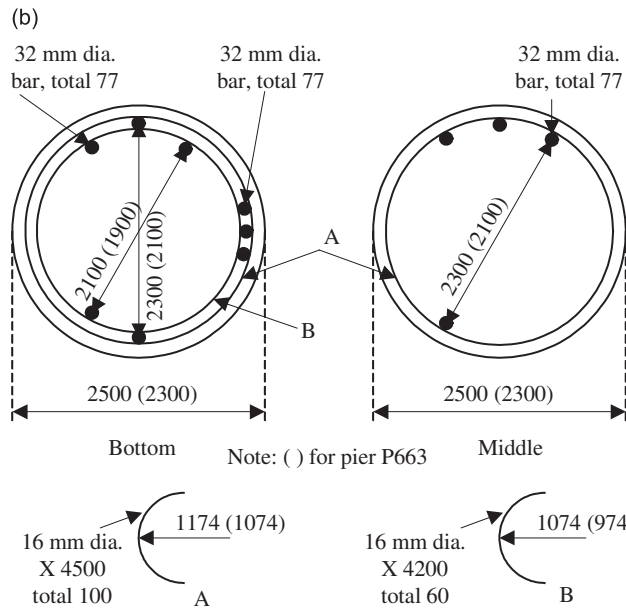 (b)
32 mm dia.
bar, total 77
32 mm dia.
bar, total 77
32 mm dia.
bar, total 77
2100 (1900)
2300 (2100)
2300 (2100)
A
B
2500 (2300)
2500 (2300)
Bottom
Middle
Note: ( ) for pier P663
1174 (1074)
16 mm dia.
X 4500
total 100
A
1074 (974
16 mm dia.
X 4200
total 60
B